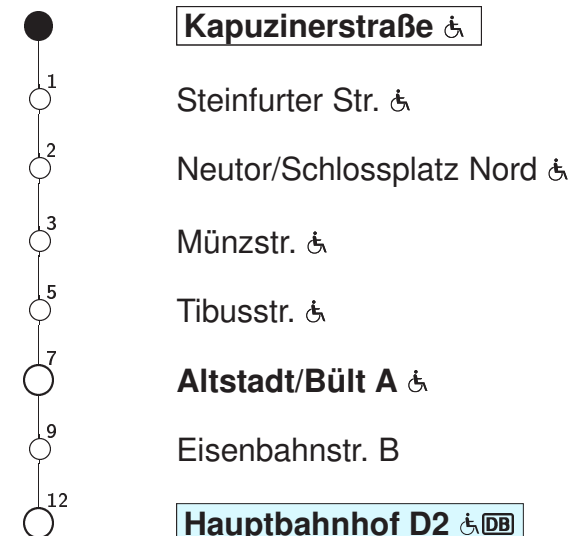 Kapuzinerstraße
1
Steinfurter Str.
2
Neutor/Schlossplatz Nord
3
Münzstr.
5
Tibusstr.
7
Altstadt/Bült A
9
Eisenbahnstr. B
12
Hauptbahnhof D2 DB